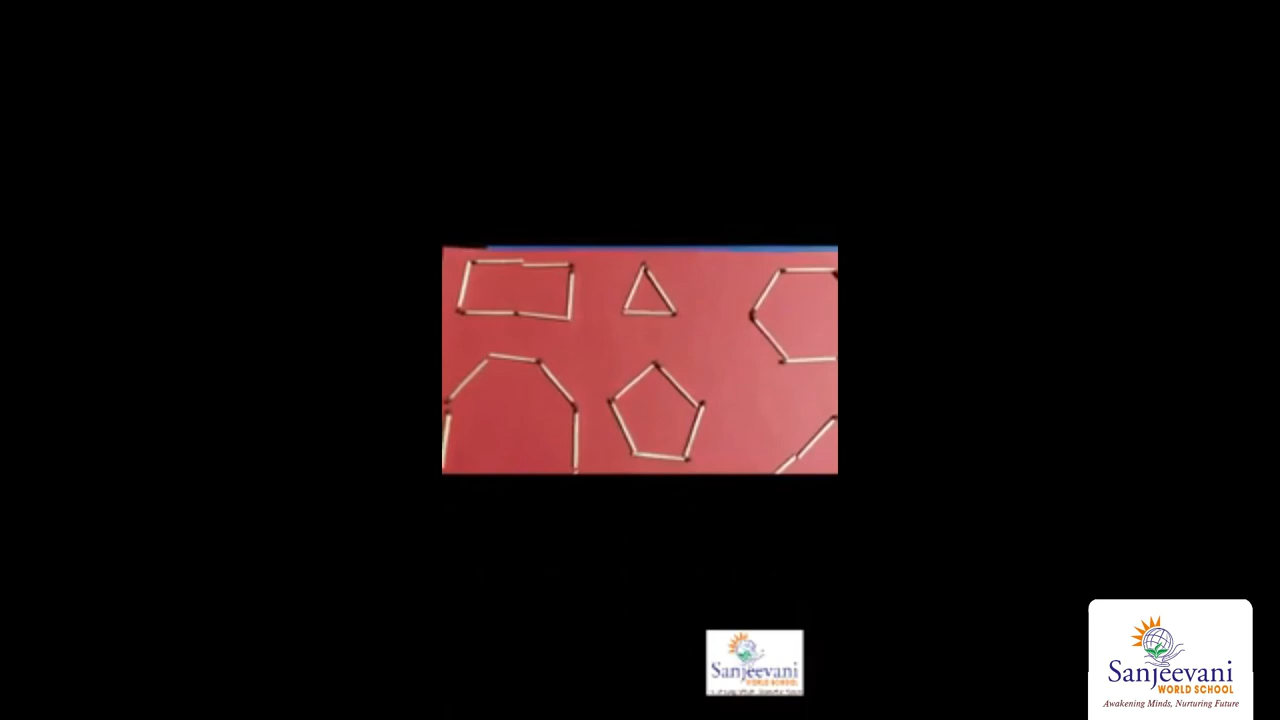 Sanjeevani
WORLD SCHOOL
Sanjeevani
WORLD SCHOOL
Awakening Minds, Nurturing Future